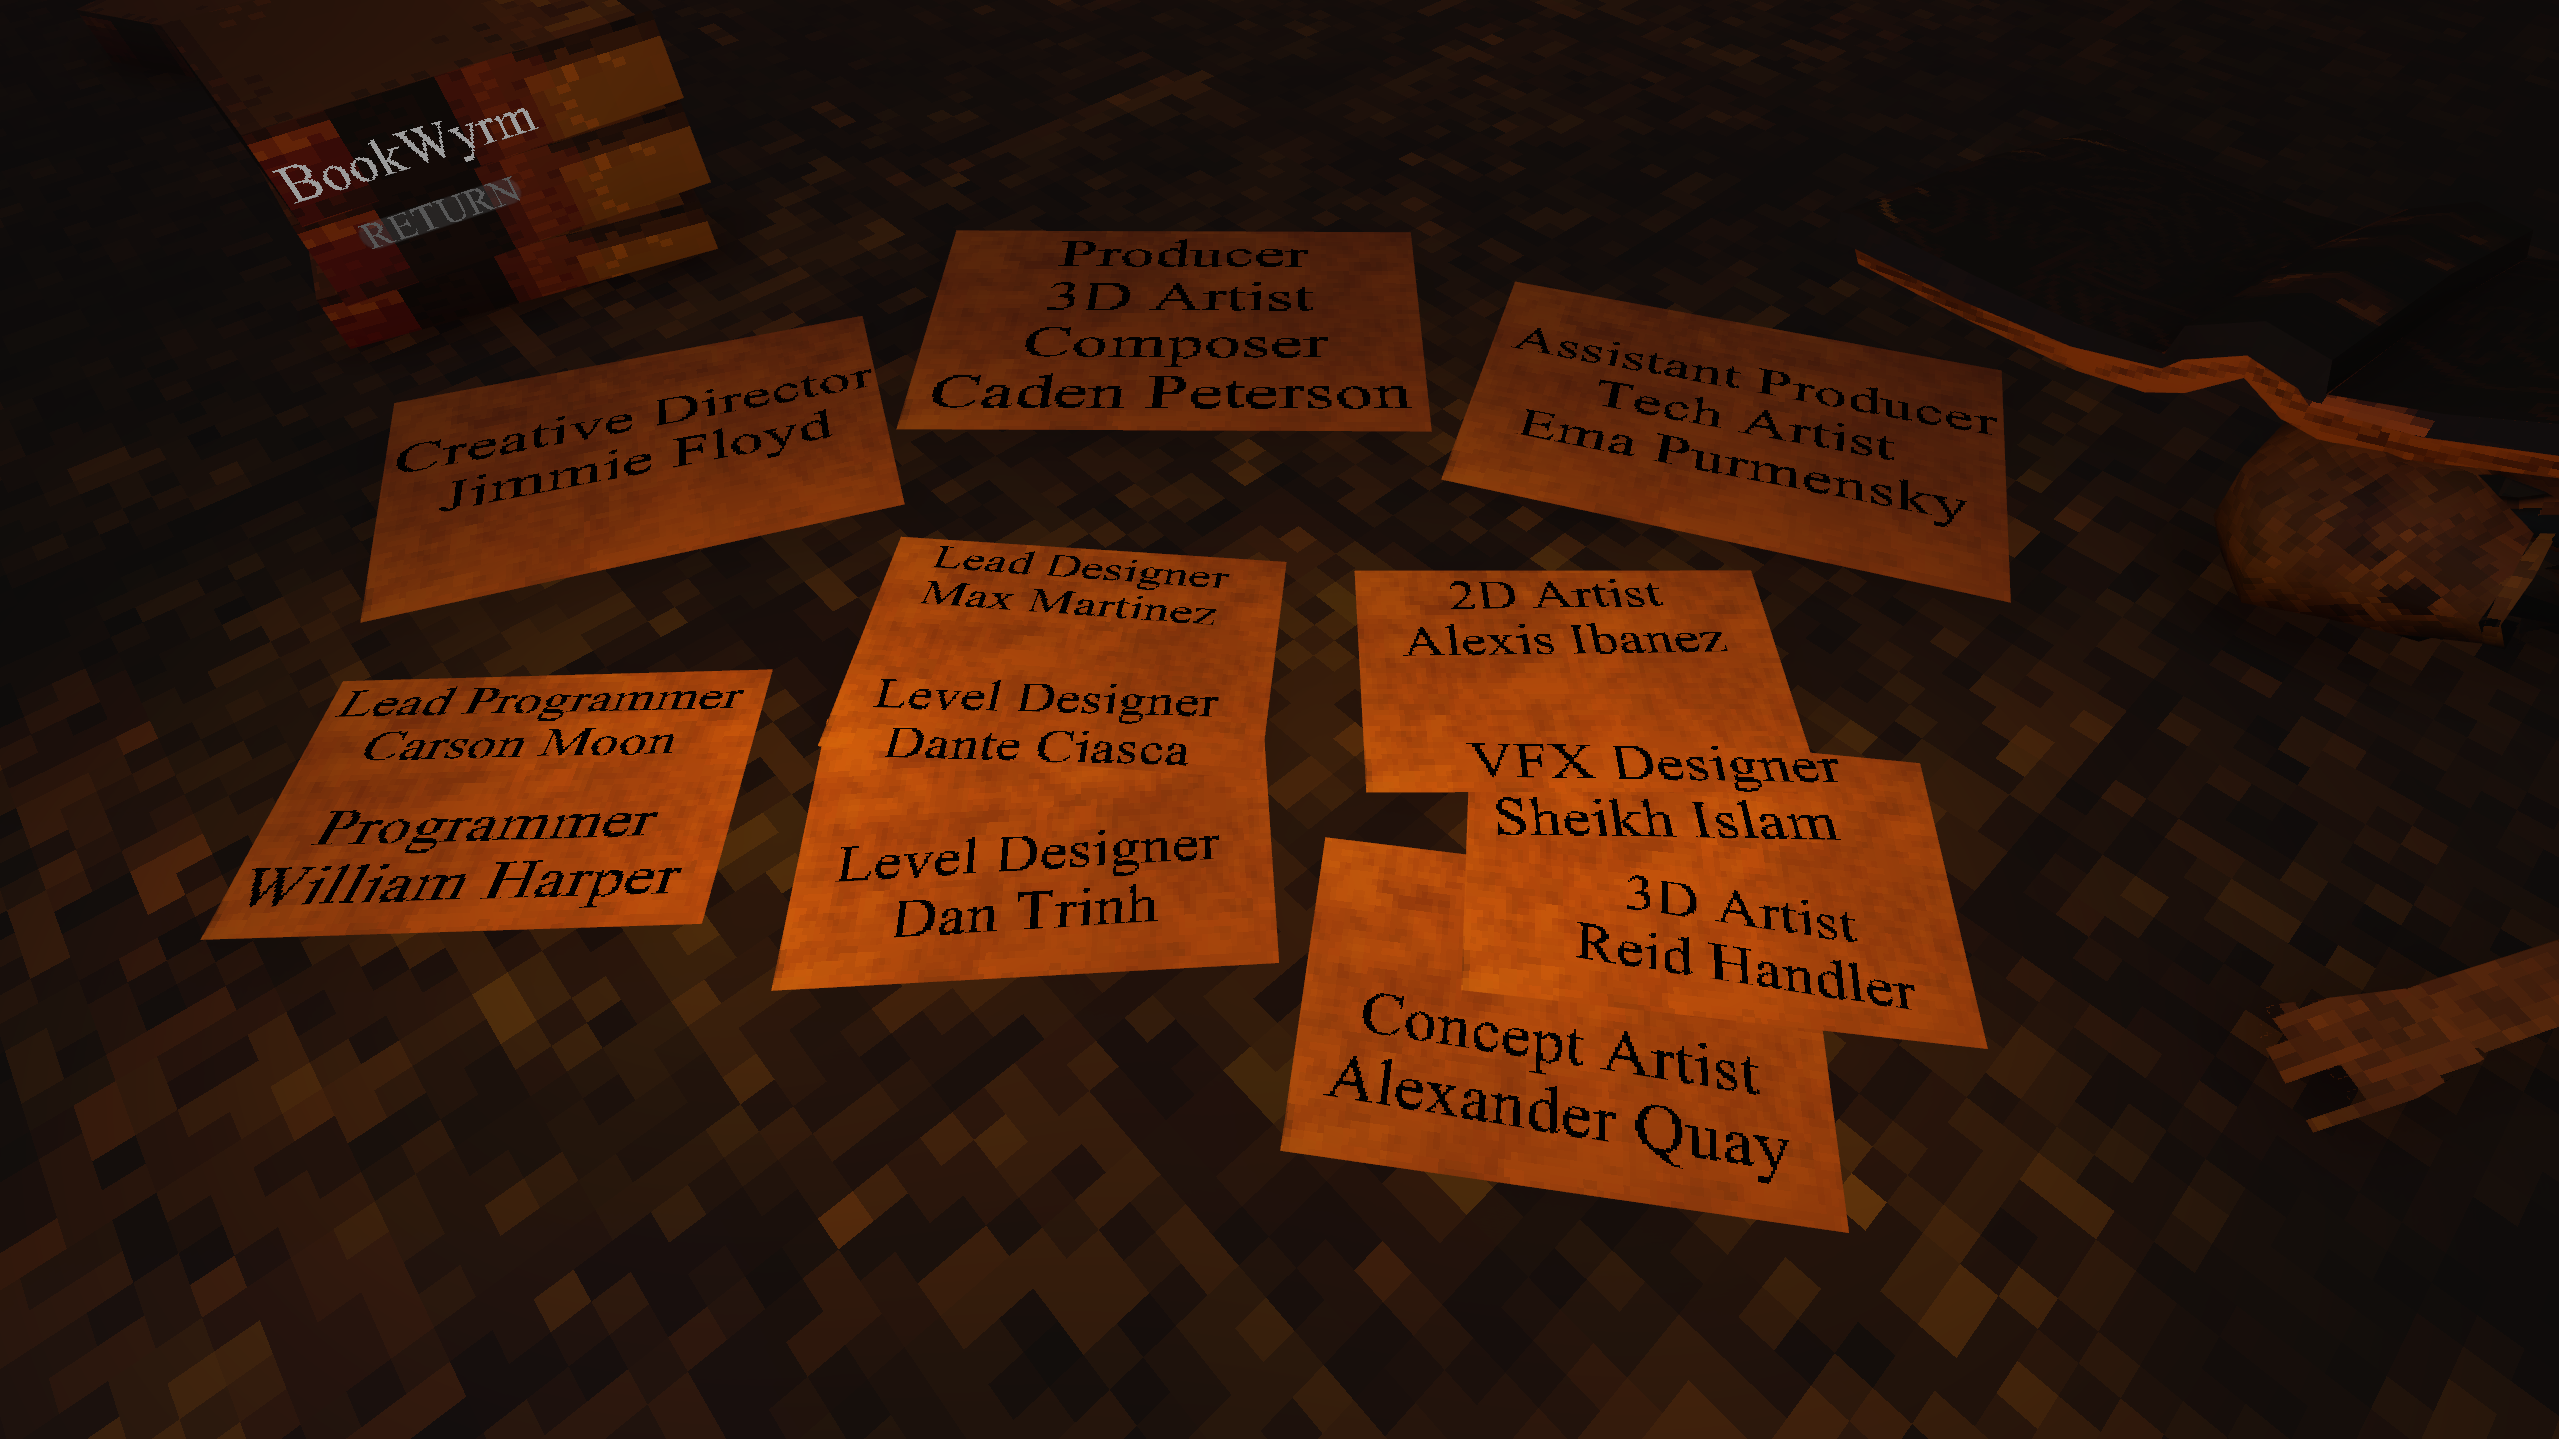 BookWyrm
RETURN
Producer
3D Artist
Composer
Caden Peterson
Creative Director
Jimmie Floyd
Assistant Producer
Tech Artist
Ema Purmensky
Lead Designer
Max Martinez
Level Designer
Dante Ciasca
Level Designer
Dan Trinh
2D Artist
Alexis Ibanez
VFX Designer
Sheikh Islam
3D Artist
Reid Handler
Concept Artist
Alexander Quay
Lead Programmer
Carson Moon
Programmer
William Harper